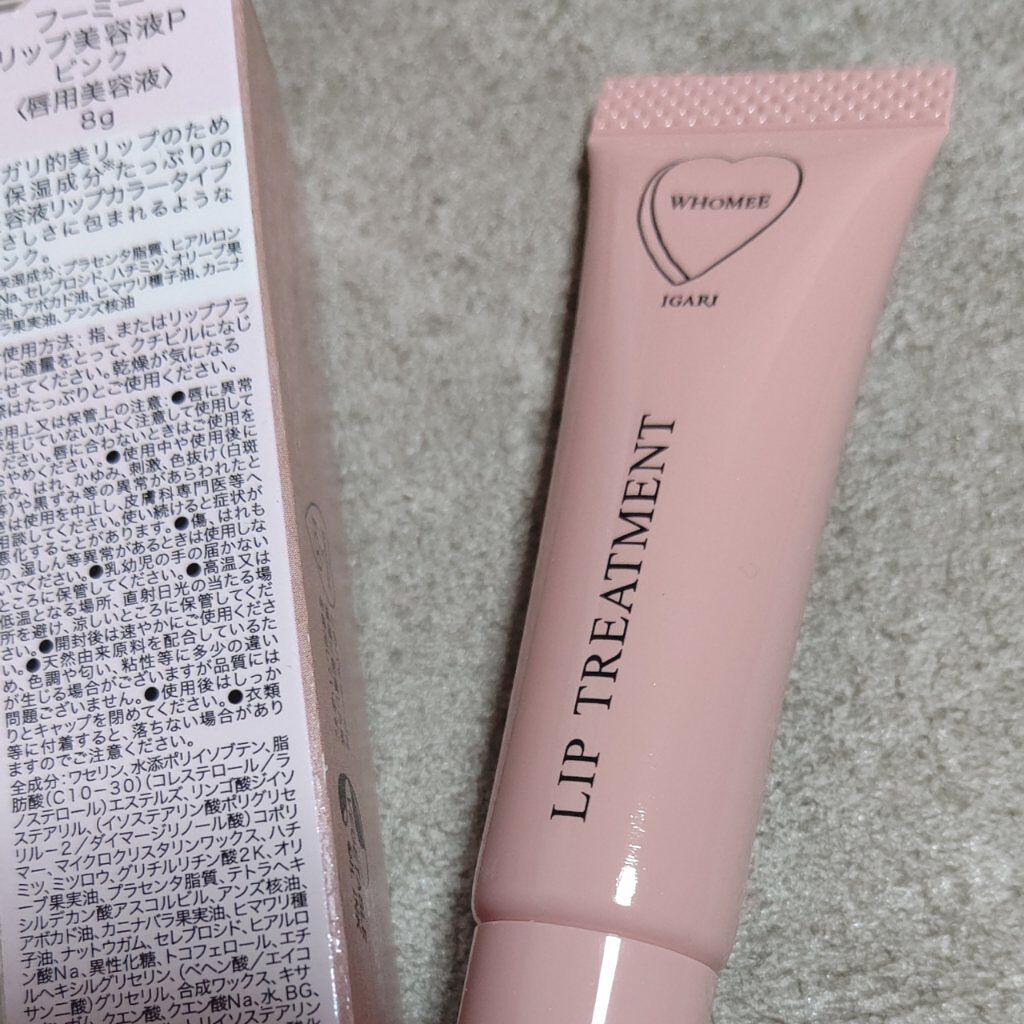 フーミー
リップ美容液P
ピンク
〈唇用美容液〉
8g
ガリ的美リップのため
保湿成分※たっぷりの
容液リップカラータイプ
さしさに包まれるような
ンク。
保湿成分:プラセンタ脂質、ヒアルロン
Na、セレブロシド、ハチミツ、オリーブ果
油、アボカド油、ヒマワリ種子油、カニナ
ラ果実油、アンズ核油
使用方法: 指、またはリップブラ
に適量をとって、クチビルになじ
ませてください。乾燥が気になる
際はたっぷりとご使用ください。
使用上又は保管上の注意:●唇に異常
が生じていないかよく注意して使用して
ください。唇に合わないときはご使用を
おやめください。●使用中や使用後に
赤み、はれ、かゆみ、刺激、色抜け(白斑
等)や黒ずみ等の異常があらわれたと
きは使用を中止し、皮膚科専門医等へ
相談してください。使い続けると症状が
悪化することがあります。●傷、はれも
の、湿しん等異常があるときは使用しな
いでください。●乳幼児の手の届かない
ところに保管してください。●高温又は
低温となる場所、直射日光の当たる場
所を避け、涼しいところに保管してくだ
さい。●開封後は速やかにご使用くださ
い。●天然由来原料を配合しているた
め、色調や匂い、粘性等に多少の違い
が生じる場合がございますが品質には
問題ございません。●使用後はしっか
りとキャップを閉めてください。●衣類
等に付着すると、落ちない場合があり
ますのでご注意ください。
全成分:ワセリン、水添ポリイソブテン、脂
肪酸(C10-30)(コレステロール/ラ
ノステロール)エステルズ、リンゴ酸ジイソ
ステアリル、(イソステアリン酸ポリグリセ
リル-2/ダイマージリノール酸)コポリ
マー、マイクロクリスタリンワックス、ハチ
ミツ、ミツロウ、グリチルリチン酸2K、オリ
ーブ果実油、プラセンタ脂質、テトラヘキ
シルデカン酸アスコルビル、アンズ核油、
アボカド油、カニナバラ果実油、ヒマワリ種
子油、ナットウガム、セレブロシド、ヒアルロ
ン酸Na、異性化糖、トコフェロール、エチ
ルヘキシルグリセリン、(ベヘン酸/エイコ
サン二酸)グリセリル、合成ワックス、キサ
ンタンガム、クエン酸、クエン酸Na、水、BG、
WHOMEE
IGARI
LIP TREATMENT